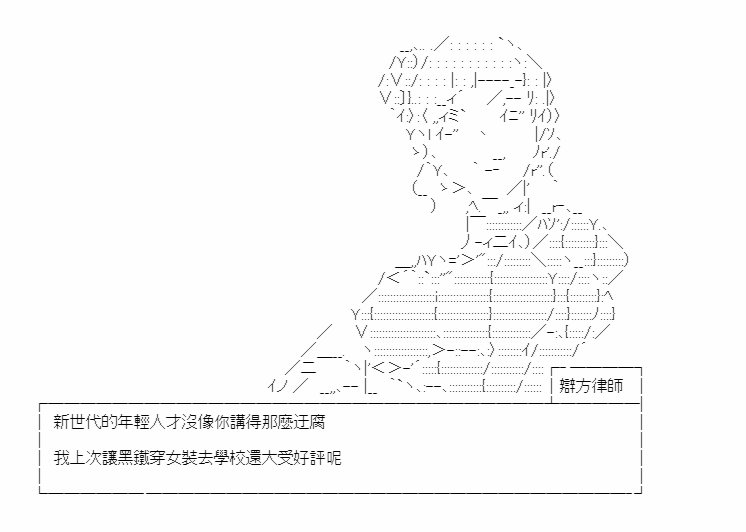 辯方律師
新世代的年輕人才沒像你講得那麼迂腐
我上次讓黑鐵穿女裝去學校還大受好評呢